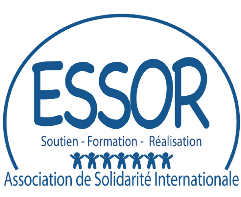 ESSOR
Soutien - Formation - Réalisation
Association de Solidarité Internationale